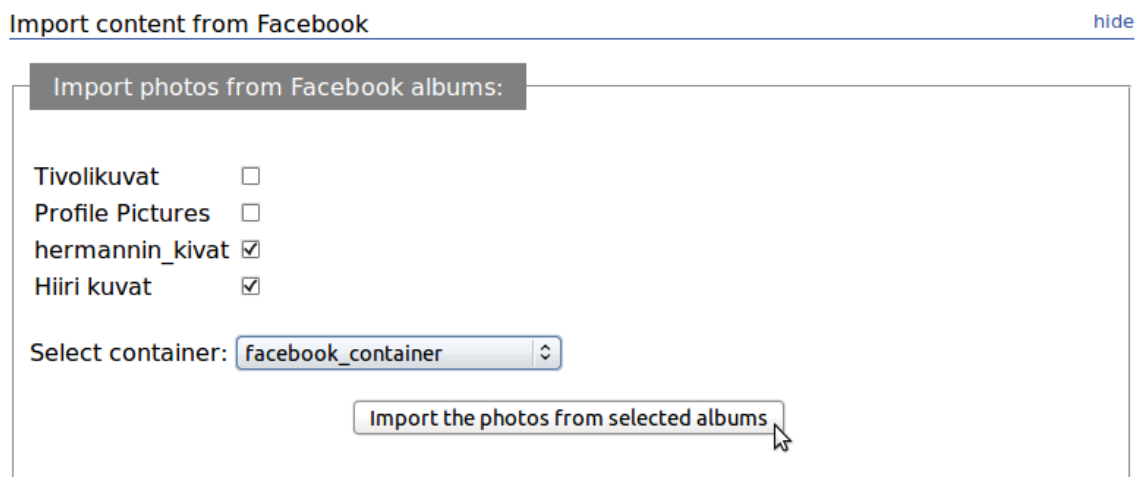 Import content from Facebook hide
Import photos from Facebook albums:
Tivolikuvat
Profile Pictures
hermannin_kivat
Hiiri kuvat
Select container: facebook_container
Import the photos from selected albums